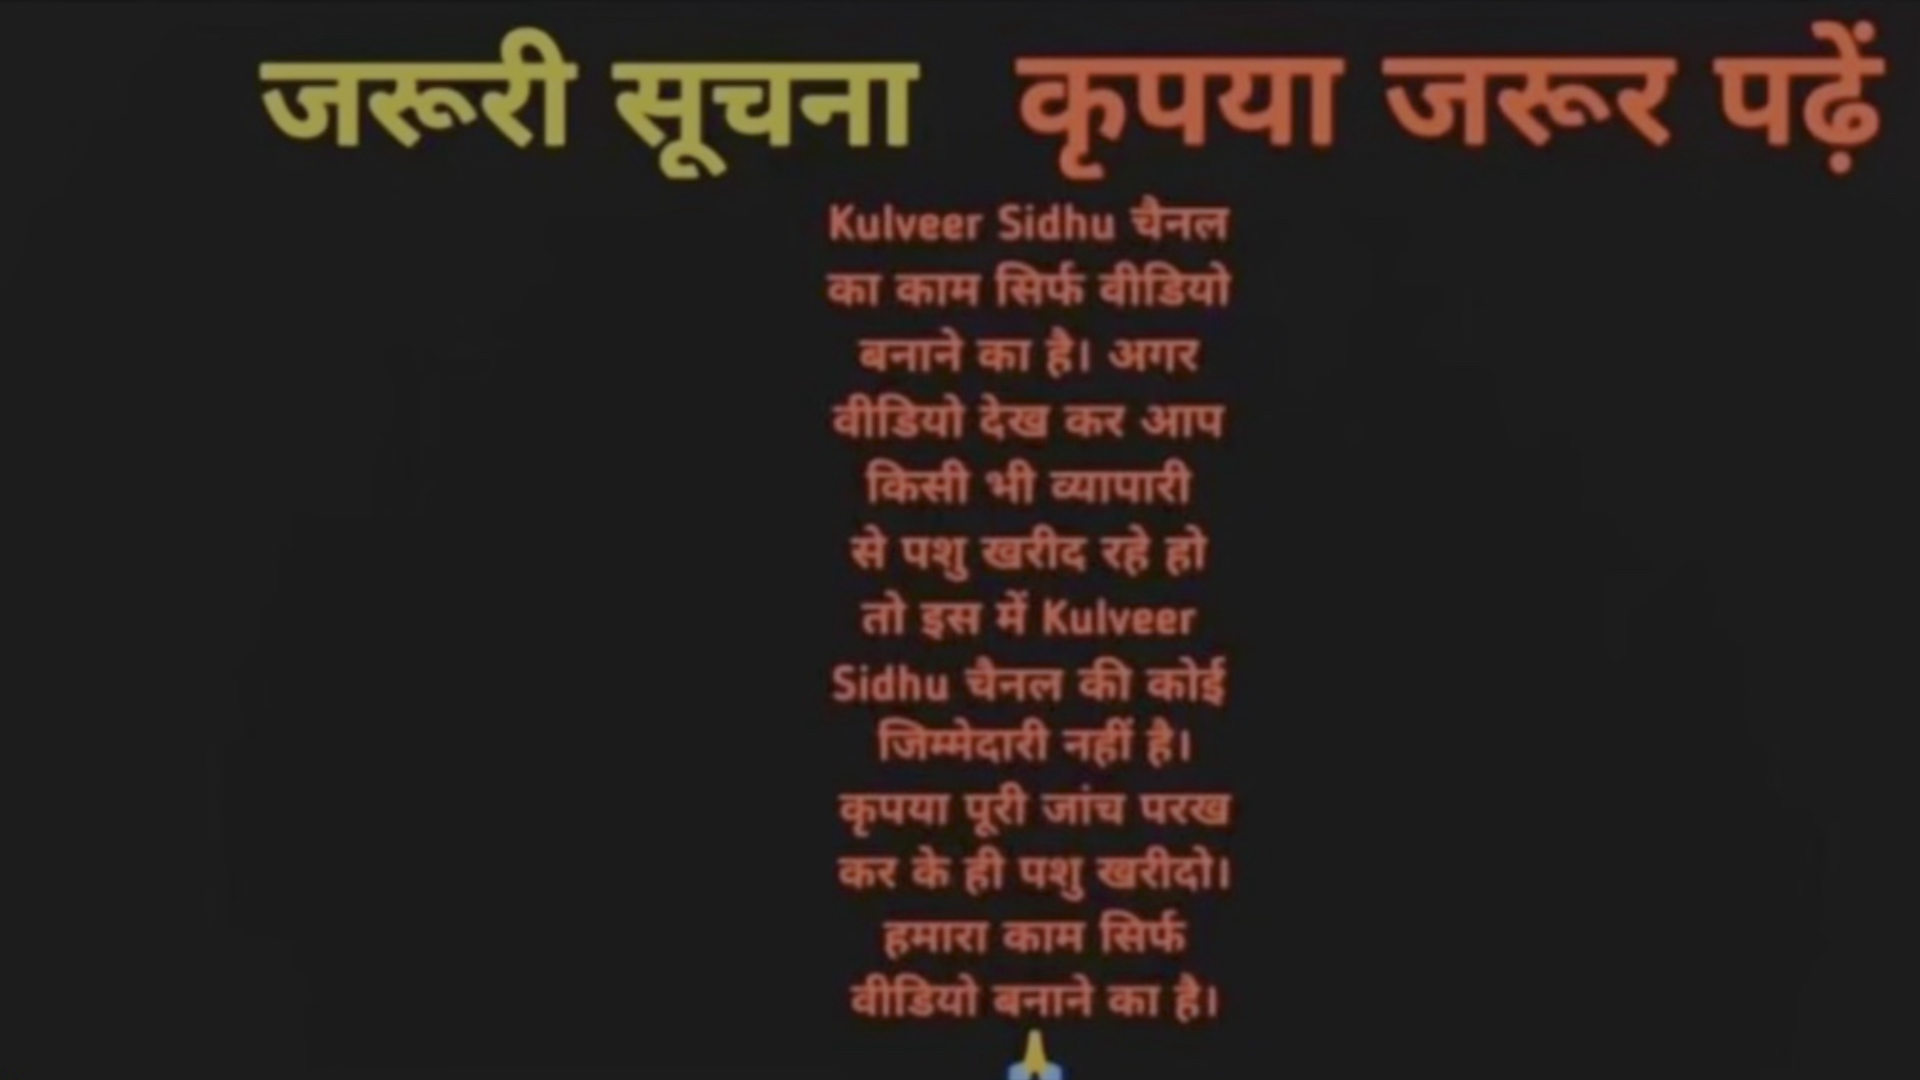 जरूरी सूचना कृपया जरूर पढ़ें
Kulveer Sidhu चैनल
का काम सिर्फ वीडियो
बनाने का है। अगर
वीडियो देख कर आप
किसी भी व्यापारी
से पशु खरीद रहे हो
तो इस में Kulveer
Sidhu चैनल की कोई
जिम्मेदारी नहीं है।
कृपया पूरी जांच परख
कर के ही पशु खरीदो।
हमारा काम सिर्फ
वीडियो बनाने का है।